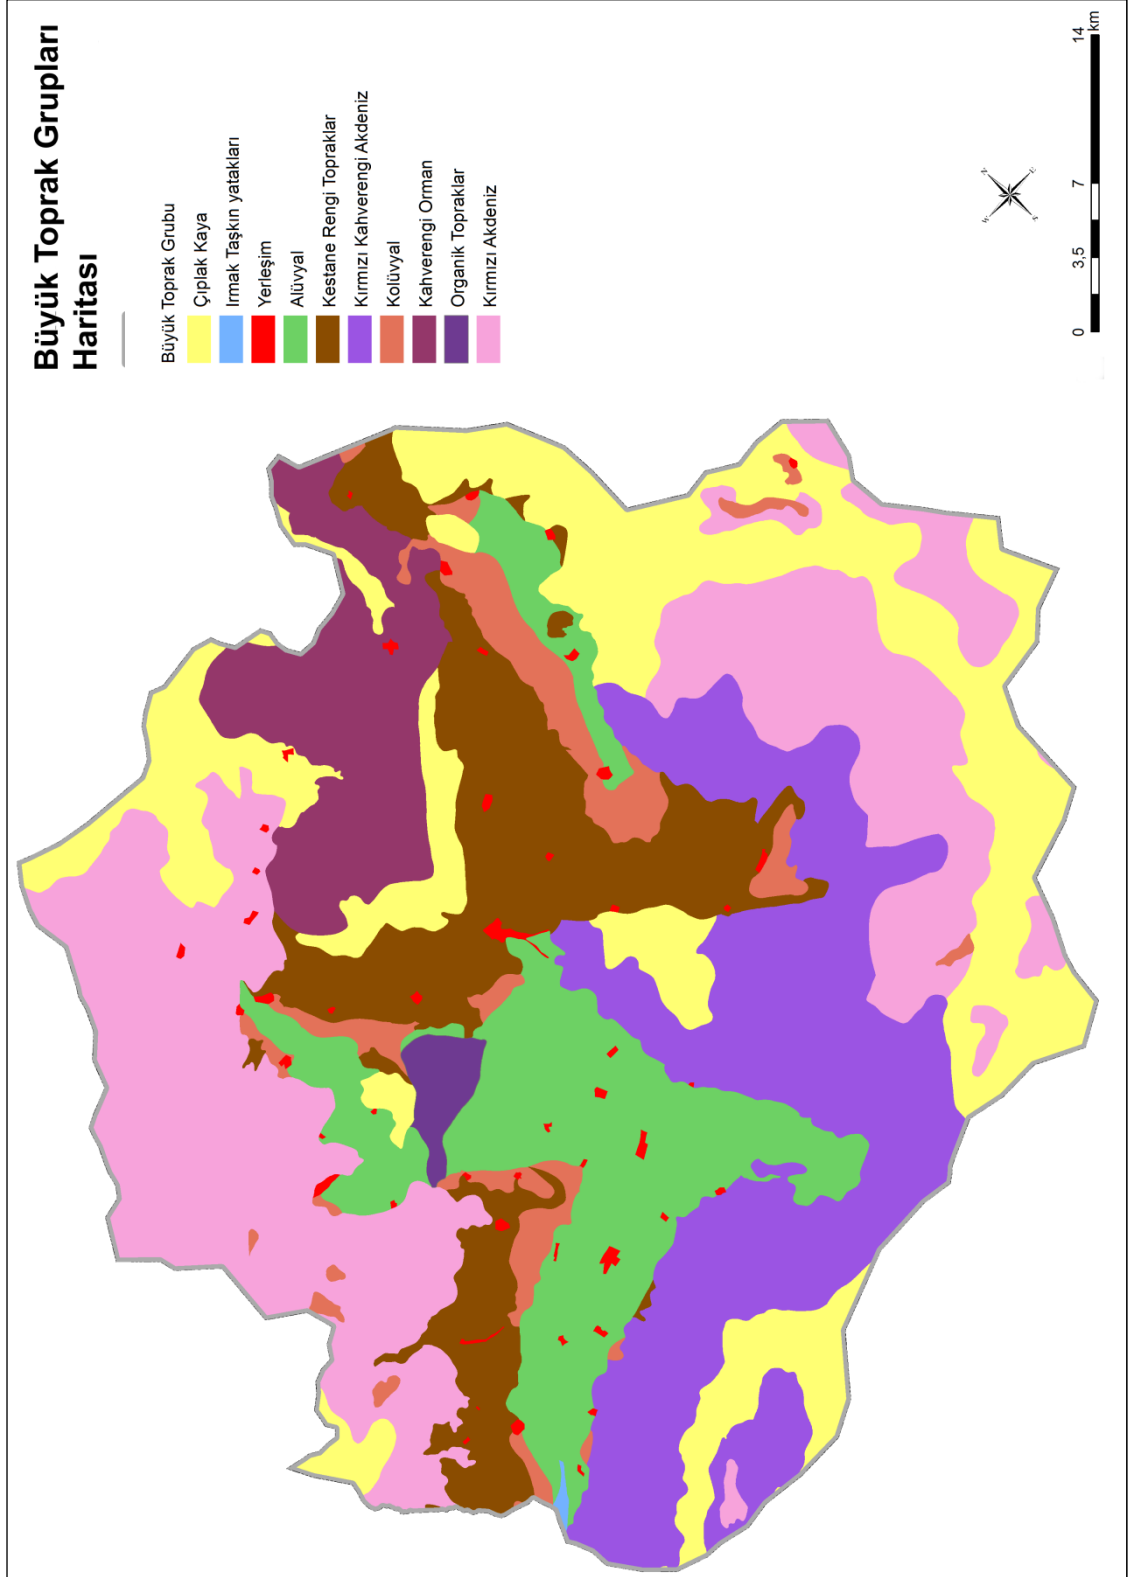 Büyük Toprak Grupları
Haritası
Büyük Toprak Grubu
Çıplak Kaya
Irmak Taşkın yatakları
Yerleşim
Alüvyal
Kestane Rengi Topraklar
Kırmızı Kahverengi Akdeniz
Kolüvyal
Kahverengi Orman
Organik Topraklar
Kırmızı Akdeniz
N
W
E
S
0 3,5 7 14
km